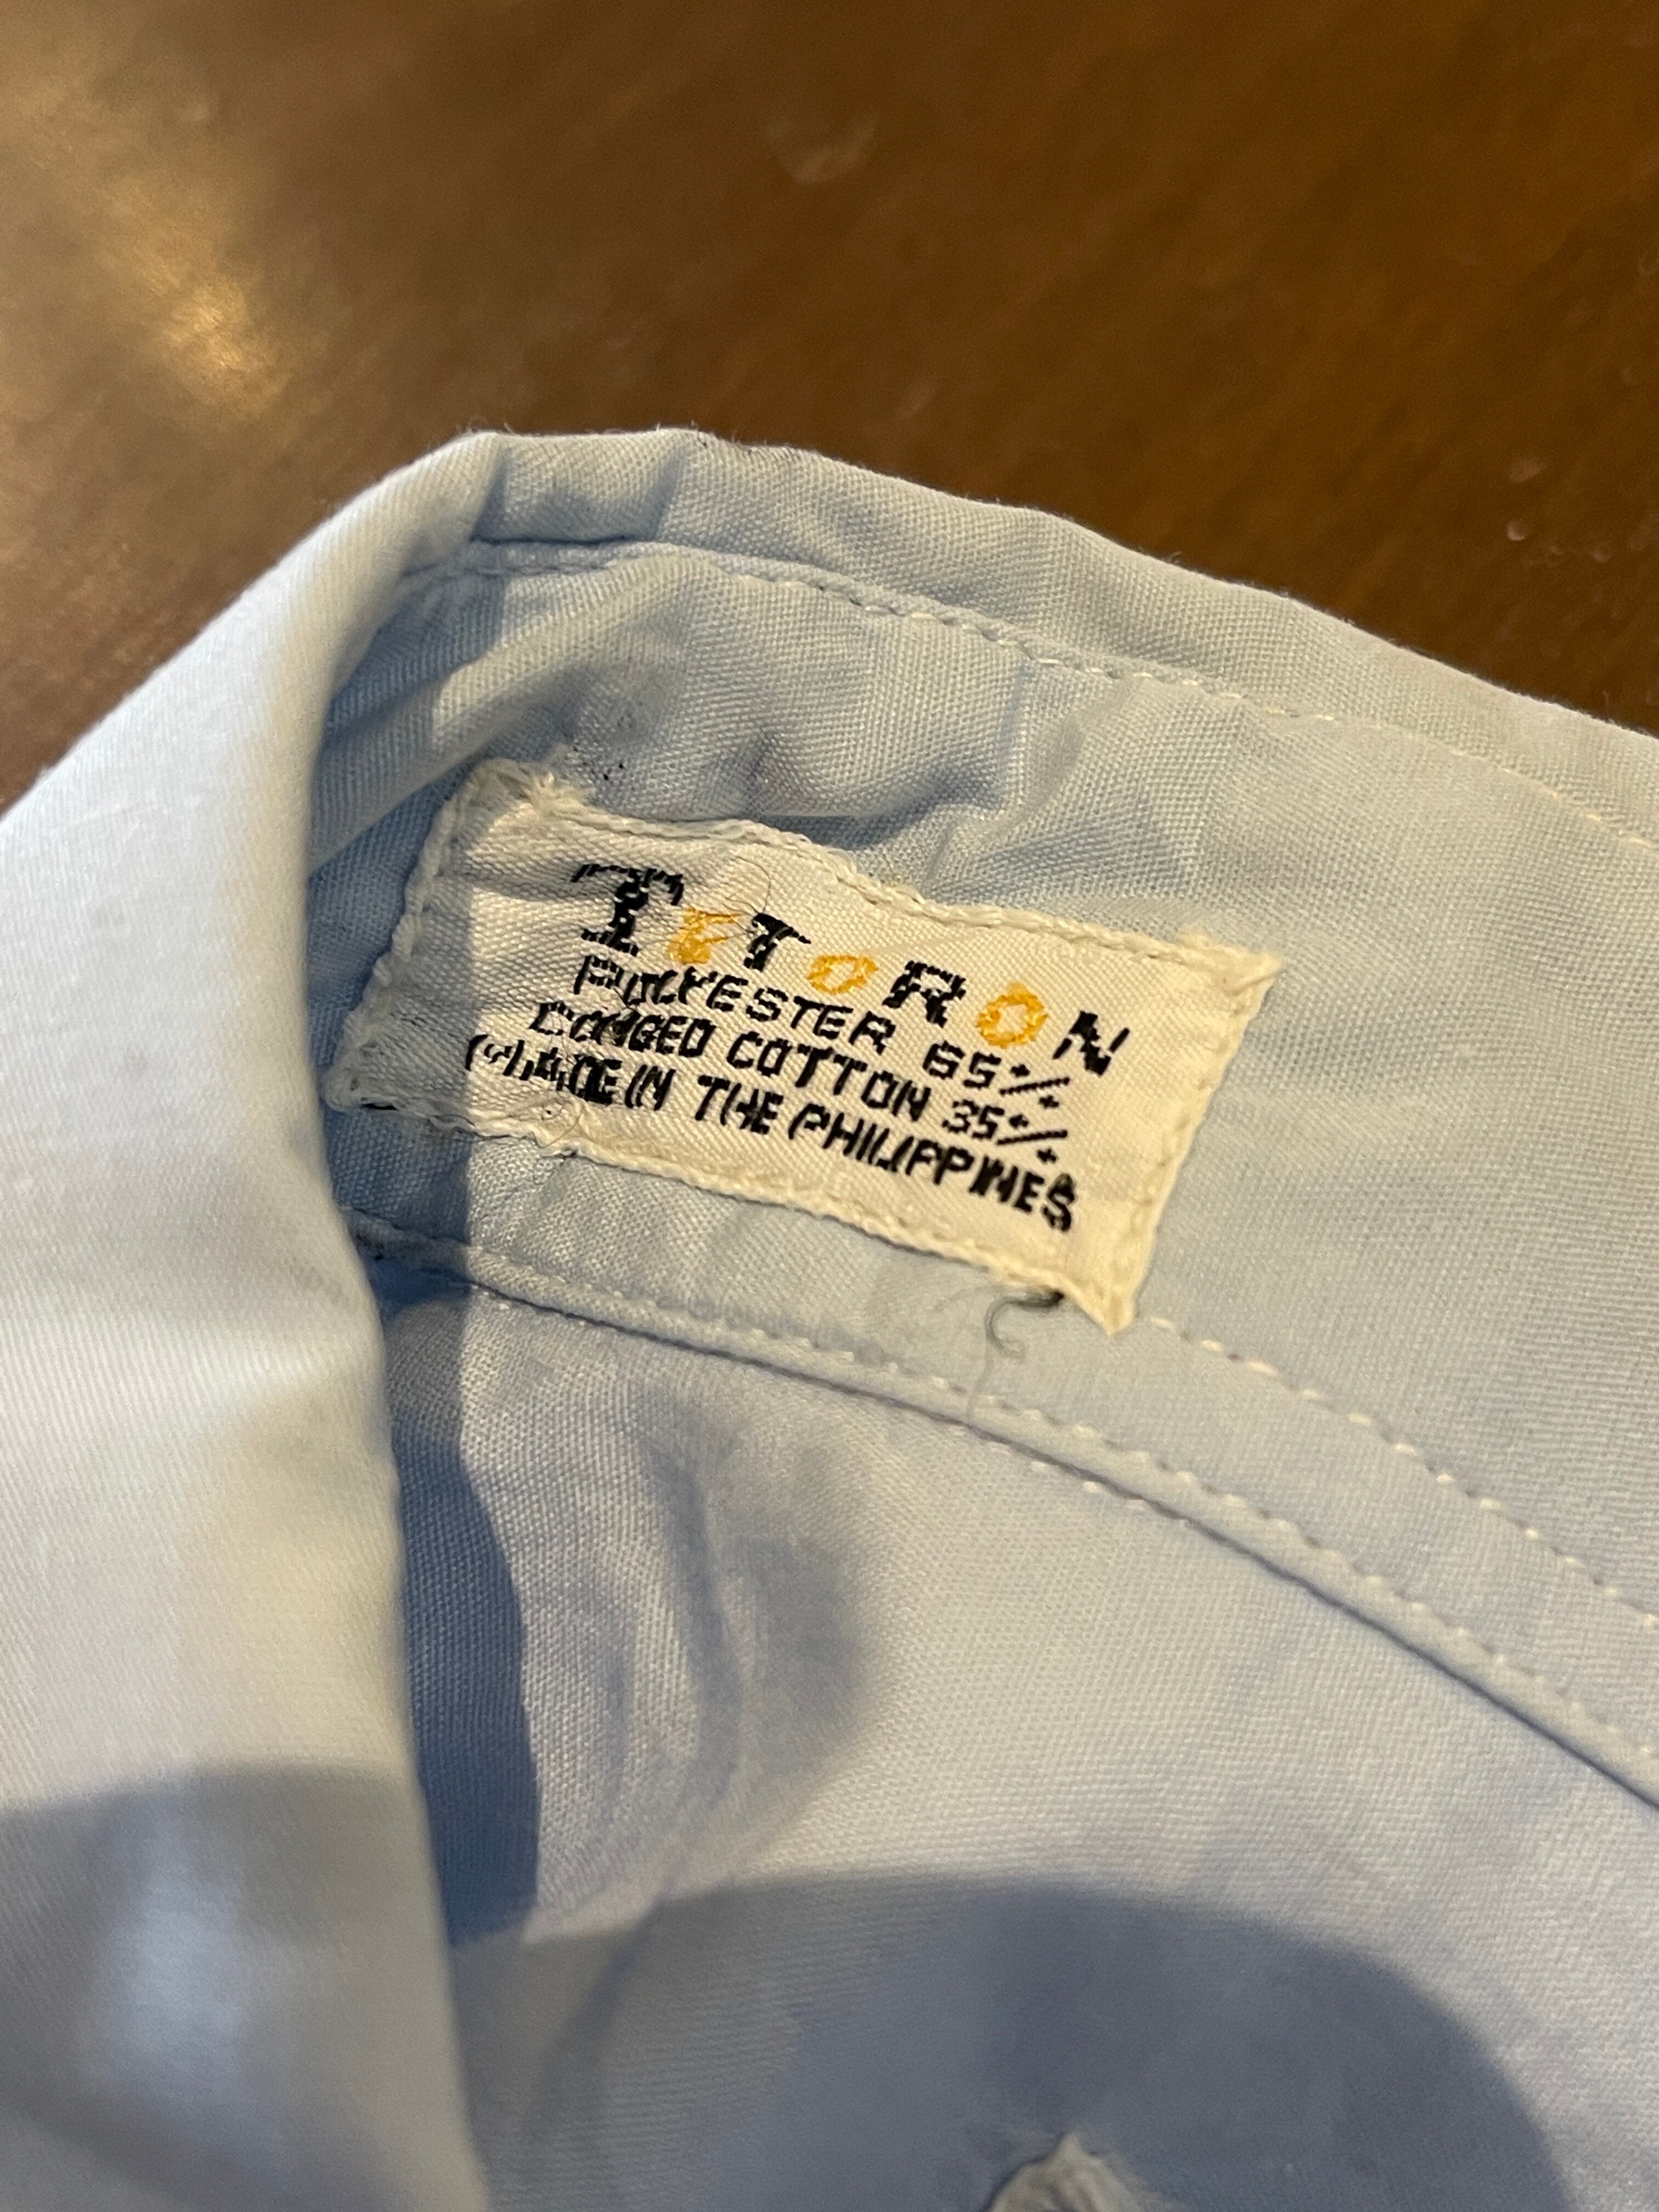 TeToRoN
POLYESTER 65%
COMBED COTTON 35%
MADE IN THE PHILIPPINES